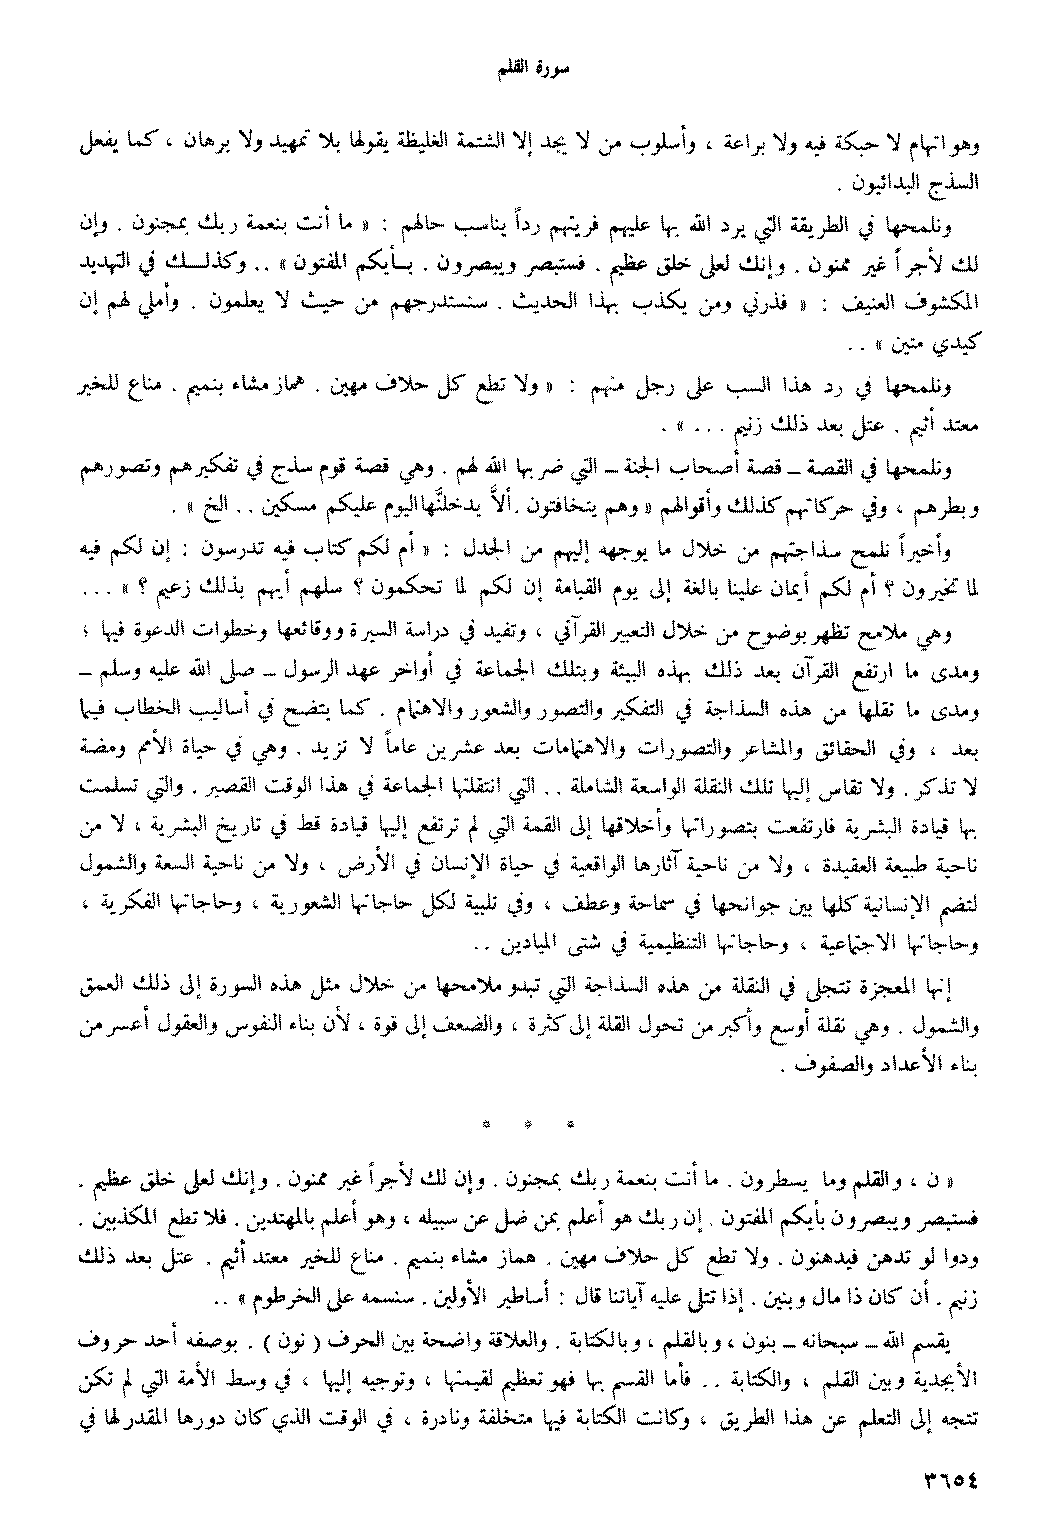 سورة القلم
وهو اتهام لا حبكة فيه ولا براعة ، وأسلوب من لا يجد إلا الشتمة الغليظة يقولها بلا تمهيد ولا برهان ، كما يفعل
السذج البدائيون .
ونلمحها في الطريقة التي يرد الله بها عليهم فريتهم رداً يناسب حالهم : « ما أنت بنعمة ربك بمجنون . وإن
لك لأجراً غير ممنون . وإنك لعلى خلق عظيم . فستبصر ويبصرون . بأيكم المفتون » .. وكذلك في التهديد
المكشوف العنيف : « فذرني ومن يكذب بهذا الحديث . سنستدرجهم من حيث لا يعلمون . وأملي لهم إن
كيدي متين » ..
ونلمحها في رد هذا السب على رجل منهم : « ولا تطع كل حلاف مهين . هماز مشاء بنميم . مناع للخير
معتد أثيم . عتل بعد ذلك زنيم ... » .
ونلمحها في القصة ـ قصة أصحاب الجنة ـ التي ضربها الله لهم . وهي قصة قوم سذج في تفكيرهم وتصورهم
وبطرهم ، وفي حركاتهم كذلك وأقوالهم « وهم يتخافتون . ألاَّ يدخلنَّها اليوم عليكم مسكين .. الخ » .
وأخيراً نلمح سذاجتهم من خلال ما يوجهه إليهم من الجدل : « أم لكم كتاب فيه تدرسون : إن لكم فيه
لما تخيرون ؟ أم لكم أيمان علينا بالغة إلى يوم القيامة إن لكم لما تحكمون ؟ سلهم أيهم بذلك زعيم ؟ » ...
وهي ملامح تظهر بوضوح من خلال التعبير القرآني ، وتفيد في دراسة السيرة ووقائعها وخطوات الدعوة فيها ؛
ومدى ما ارتفع القرآن بعد ذلك بهذه البيئة وبتلك الجماعة في أواخر عهد الرسول ـ صلى الله عليه وسلم ـ
ومدى ما نقلها من هذه السذاجة في التفكير والتصور والشعور والاهتمام . كما يتضح في أساليب الخطاب فيما
بعد ، وفي الحقائق والمشاعر والتصورات والاهتمامات بعد عشرين عاماً لا تزيد . وهي في حياة الأمم ومضة
لا تذكر . ولا تقاس إليها تلك النقلة الواسعة الشاملة .. التي انتقلتها الجماعة في هذا الوقت القصير . والتي تسلمت
بها قيادة البشرية فارتفعت بتصوراتها وأخلاقها إلى القمة التي لم ترتفع إليها قيادة قط في تاريخ البشرية ، لا من
ناحية طبيعة العقيدة ، ولا من ناحية آثارها الواقعية في حياة الإنسان في الأرض ، ولا من ناحية السعة والشمول
لتضم الإنسانية كلها بين جوانحها في سماحة وعطف ، وفي تلبية لكل حاجاتها الشعورية ، وحاجاتها الفكرية ،
وحاجاتها الاجتماعية ، وحاجاتها التنظيمية في شتى الميادين ..
إنها المعجزة تتجلى في النقلة من هذه السذاجة التي تبدو ملامحها من خلال مثل هذه السورة إلى ذلك العمق
والشمول . وهي نقلة أوسع وأكبر من تحول القلة إلى كثرة ، والضعف إلى قوة ، لأن بناء النفوس والعقول أعسر من
بناء الأعداد والصفوف .
* * *
« ن ، والقلم وما يسطرون . ما أنت بنعمة ربك بمجنون . وإن لك لأجراً غير ممنون . وإنك لعلى خلق عظيم .
فستبصر ويبصرون بأيكم المفتون . إن ربك هو أعلم بمن ضل عن سبيله ، وهو أعلم بالمهتدين . فلا تطع المكذبين .
ودوا لو تدهن فيدهنون . ولا تطع كل حلاف مهين . هماز مشاء بنميم . مناع للخير معتد أثيم . عتل بعد ذلك
زنيم . أن كان ذا مال وبنين . إذا تتلى عليه آياتنا قال : أساطير الأولين . سنسمه على الخرطوم » ..
يقسم الله ـ سبحانه ـ بنون ، وبالقلم ، وبالكتابة . والعلاقة واضحة بين الحرف ( نون ) . بوصفه أحد حروف
الأبجدية وبين القلم ، والكتابة .. فأما القسم بها فهو تعظيم لقيمتها ، وتوجيه إليها ، في وسط الأمة التي لم تكن
تتجه إلى التعلم عن هذا الطريق ، وكانت الكتابة فيها متخلفة ونادرة ، في الوقت الذي كان دورها المقدر لها في
٣٦٥٤